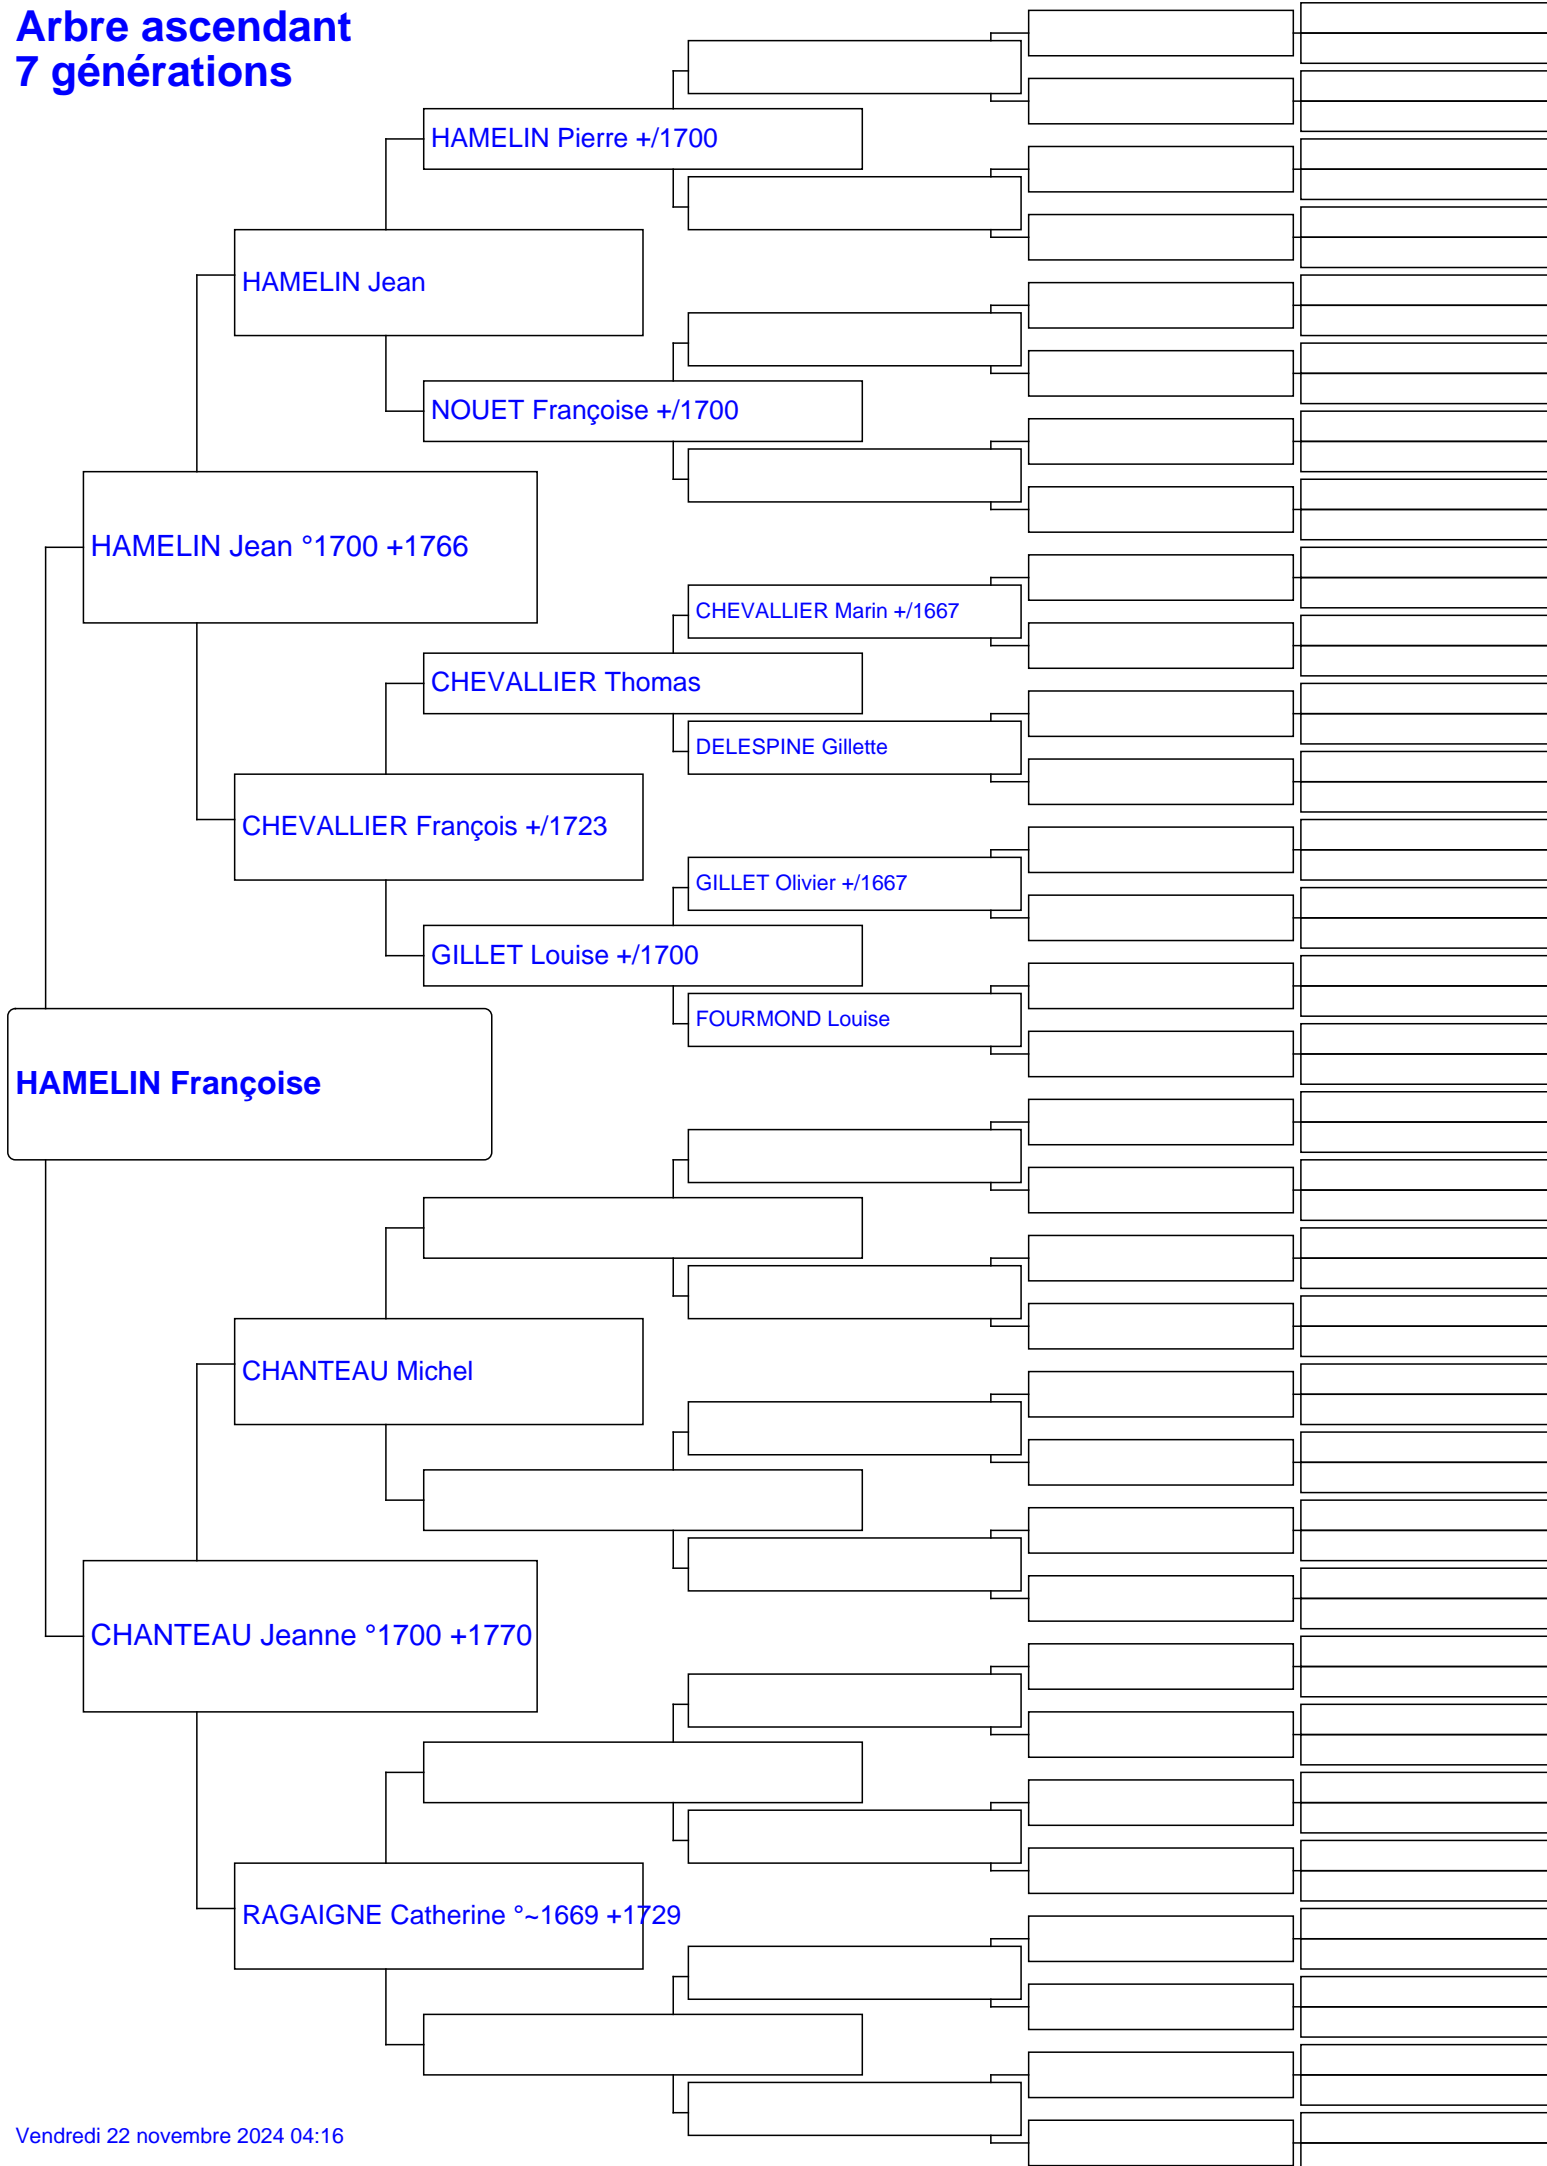 Arbre ascendant
7 générations
HAMELIN Pierre +/1700
HAMELIN Jean
NOUET Françoise +/1700
HAMELIN Jean °1700 +1766
CHEVALLIER Marin +/1667
CHEVALLIER Thomas
DELESPINE Gillette
CHEVALLIER François +/1723
GILLET Olivier +/1667
GILLET Louise +/1700
FOURMOND Louise
HAMELIN Françoise
CHANTEAU Michel
CHANTEAU Jeanne °1700 +1770
RAGAIGNE Catherine °~1669 +1729
Vendredi 22 novembre 2024 04:16